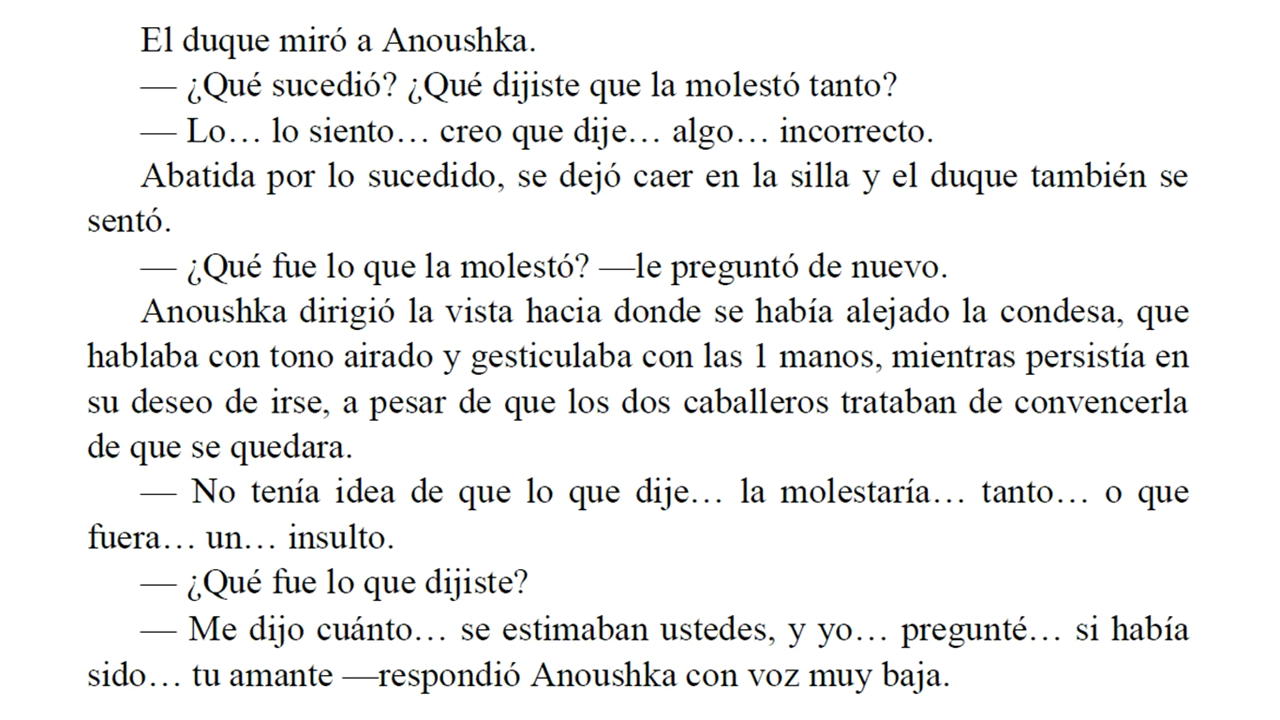 El duque miró a Anoushka.
— ¿Qué sucedió? ¿Qué dijiste que la molestó tanto?
— Lo… lo siento… creo que dije… algo… incorrecto.
Abatida por lo sucedido, se dejó caer en la silla y el duque también se
sentó.
— ¿Qué fue lo que la molestó? —le preguntó de nuevo.
Anoushka dirigió la vista hacia donde se había alejado la condesa, que
hablaba con tono airado y gesticulaba con las 1 manos, mientras persistía en
su deseo de irse, a pesar de que los dos caballeros trataban de convencerla
de que se quedara.
— No tenía idea de que lo que dije… la molestaría… tanto… o que
fuera… un… insulto.
— ¿Qué fue lo que dijiste?
— Me dijo cuánto… se estimaban ustedes, y yo… pregunté… si había
sido… tu amante —respondió Anoushka con voz muy baja.